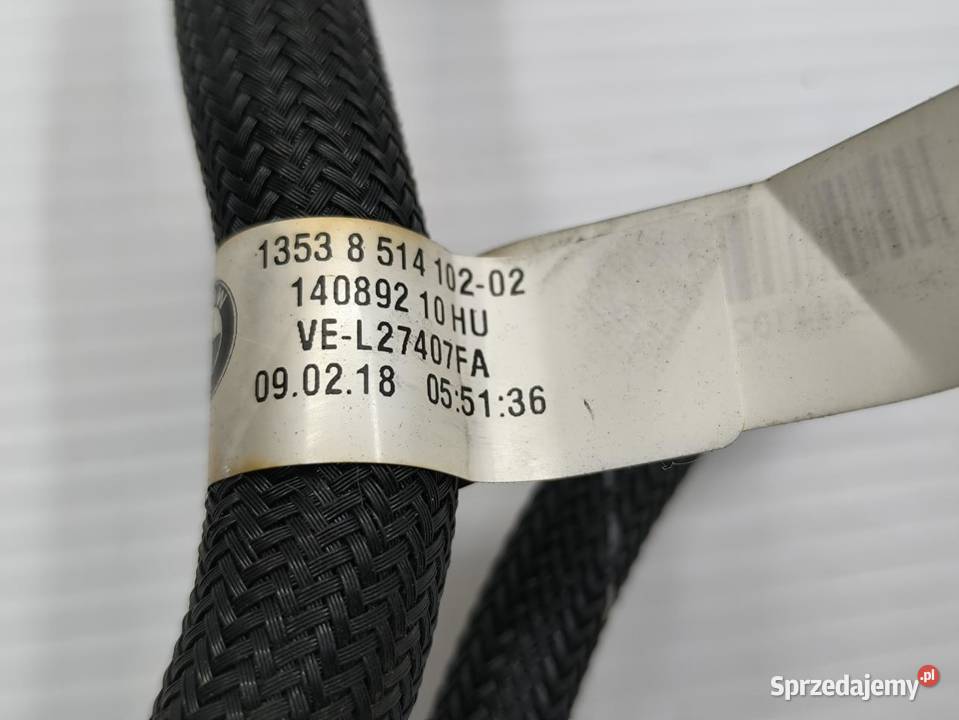 1353 8 514 102-02
140892 10 HU
VE-L27407FA
09.02.18 05:51:36
Sprzedajemy.pl